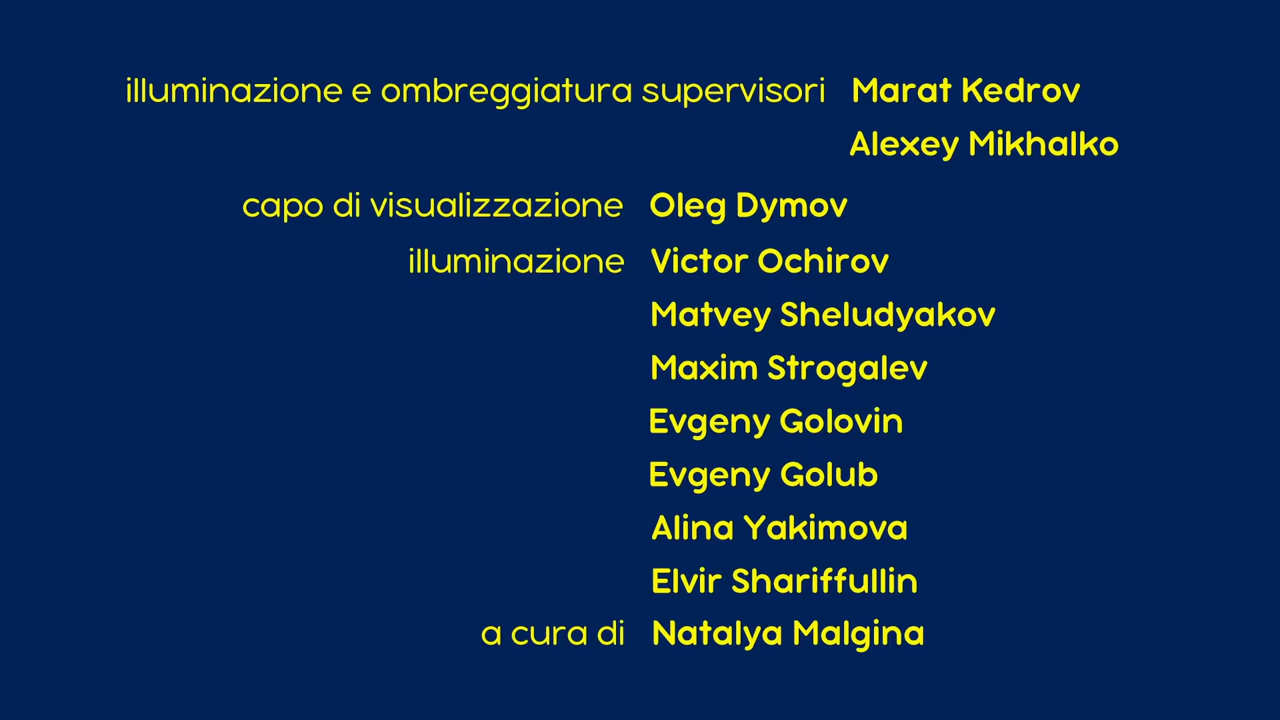 illuminazione e ombreggiatura supervisori Marat Kedrov
Alexey Mikhalko
capo di visualizzazione Oleg Dymov
illuminazione Victor Ochirov
Matvey Sheludyakov
Maxim Strogalev
Evgeny Golovin
Evgeny Golub
Alina Yakimova
Elvir Shariffullin
a cura di Natalya Malgina